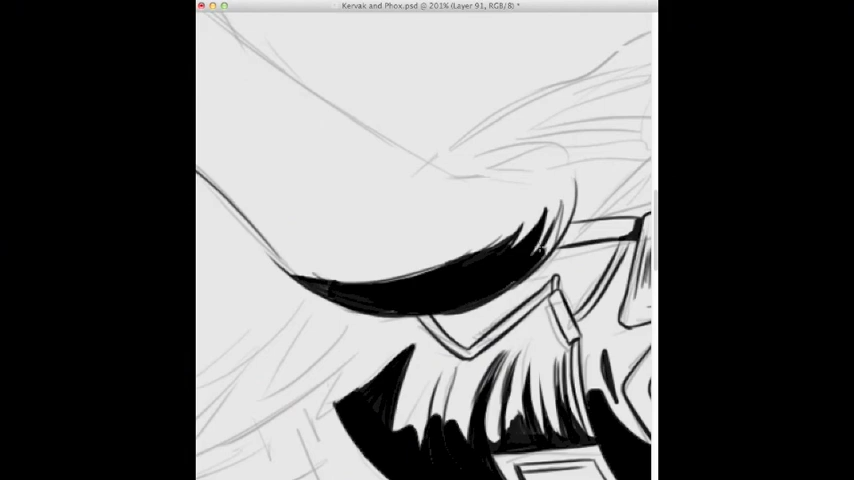 Kervak and Phox.psd @ 201% (Layer 91, RGB/8) *